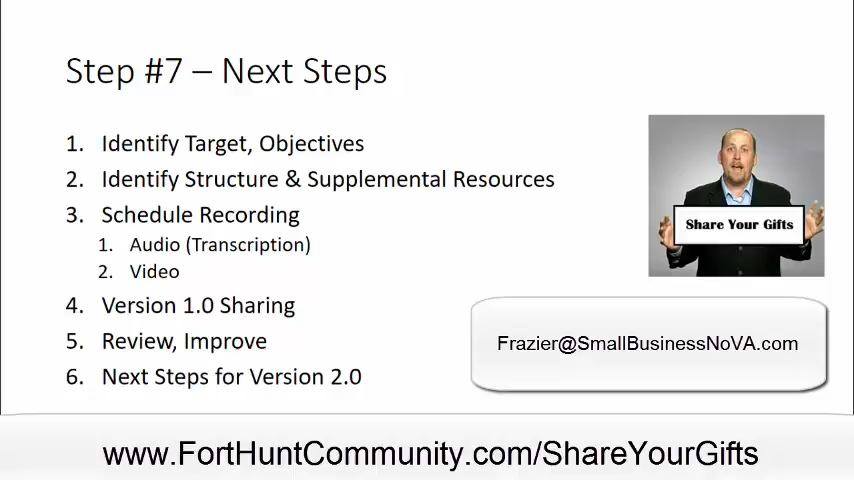 Step #7 – Next Steps
1. Identify Target, Objectives
2. Identify Structure & Supplemental Resources
3. Schedule Recording
1. Audio (Transcription)
2. Video
4. Version 1.0 Sharing
5. Review, Improve
6. Next Steps for Version 2.0
Share Your Gifts
Frazier@SmallBusinessNoVA.com
www.FortHuntCommunity.com/ShareYourGifts